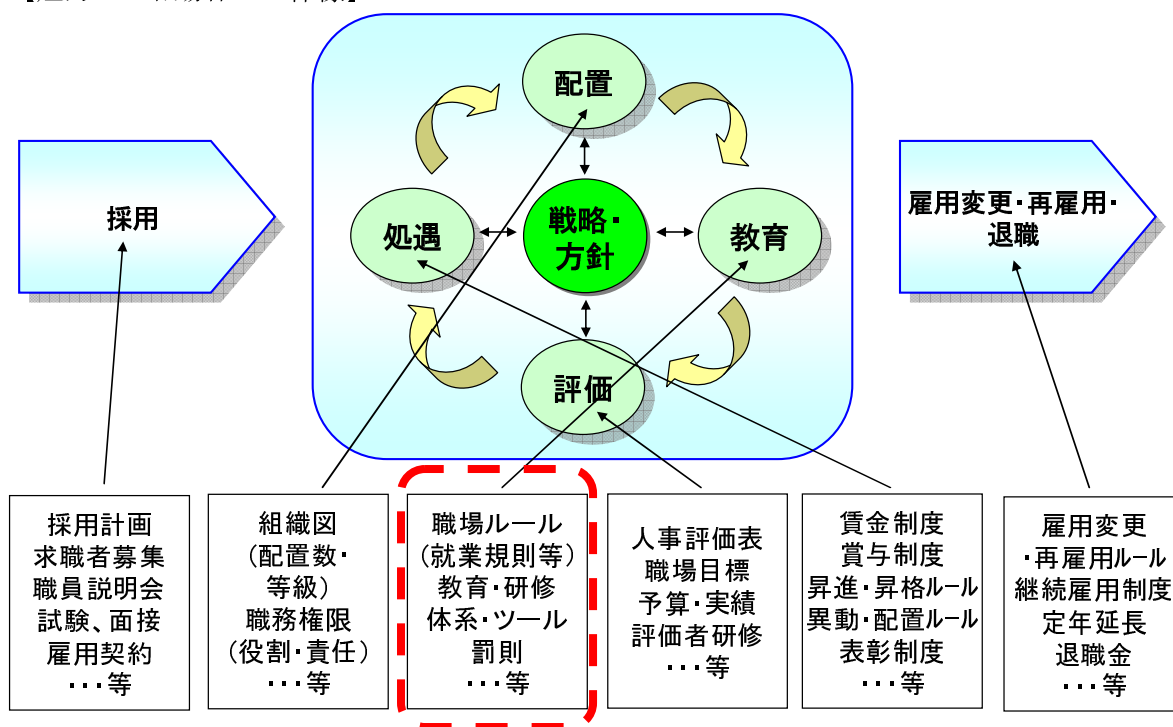 配置
採用
処遇
戦略・
方針
教育
雇用変更・再雇用・
退職
評価
採用計画
求職者募集
職員説明会
試験、面接
雇用契約
・・・等
組織図
(配置数・
等級)
職務権限
(役割・責任)
・・・等
職場ルール
(就業規則等)
教育・研修
体系・ツール
罰則
・・・等
人事評価表
職場目標
予算・実績
評価者研修
・・・等
賃金制度
賞与制度
昇進・昇格ルール
異動・配置ルール
表彰制度
・・・等
雇用変更
・再雇用ルール
継続雇用制度
定年延長
退職金
・・・等